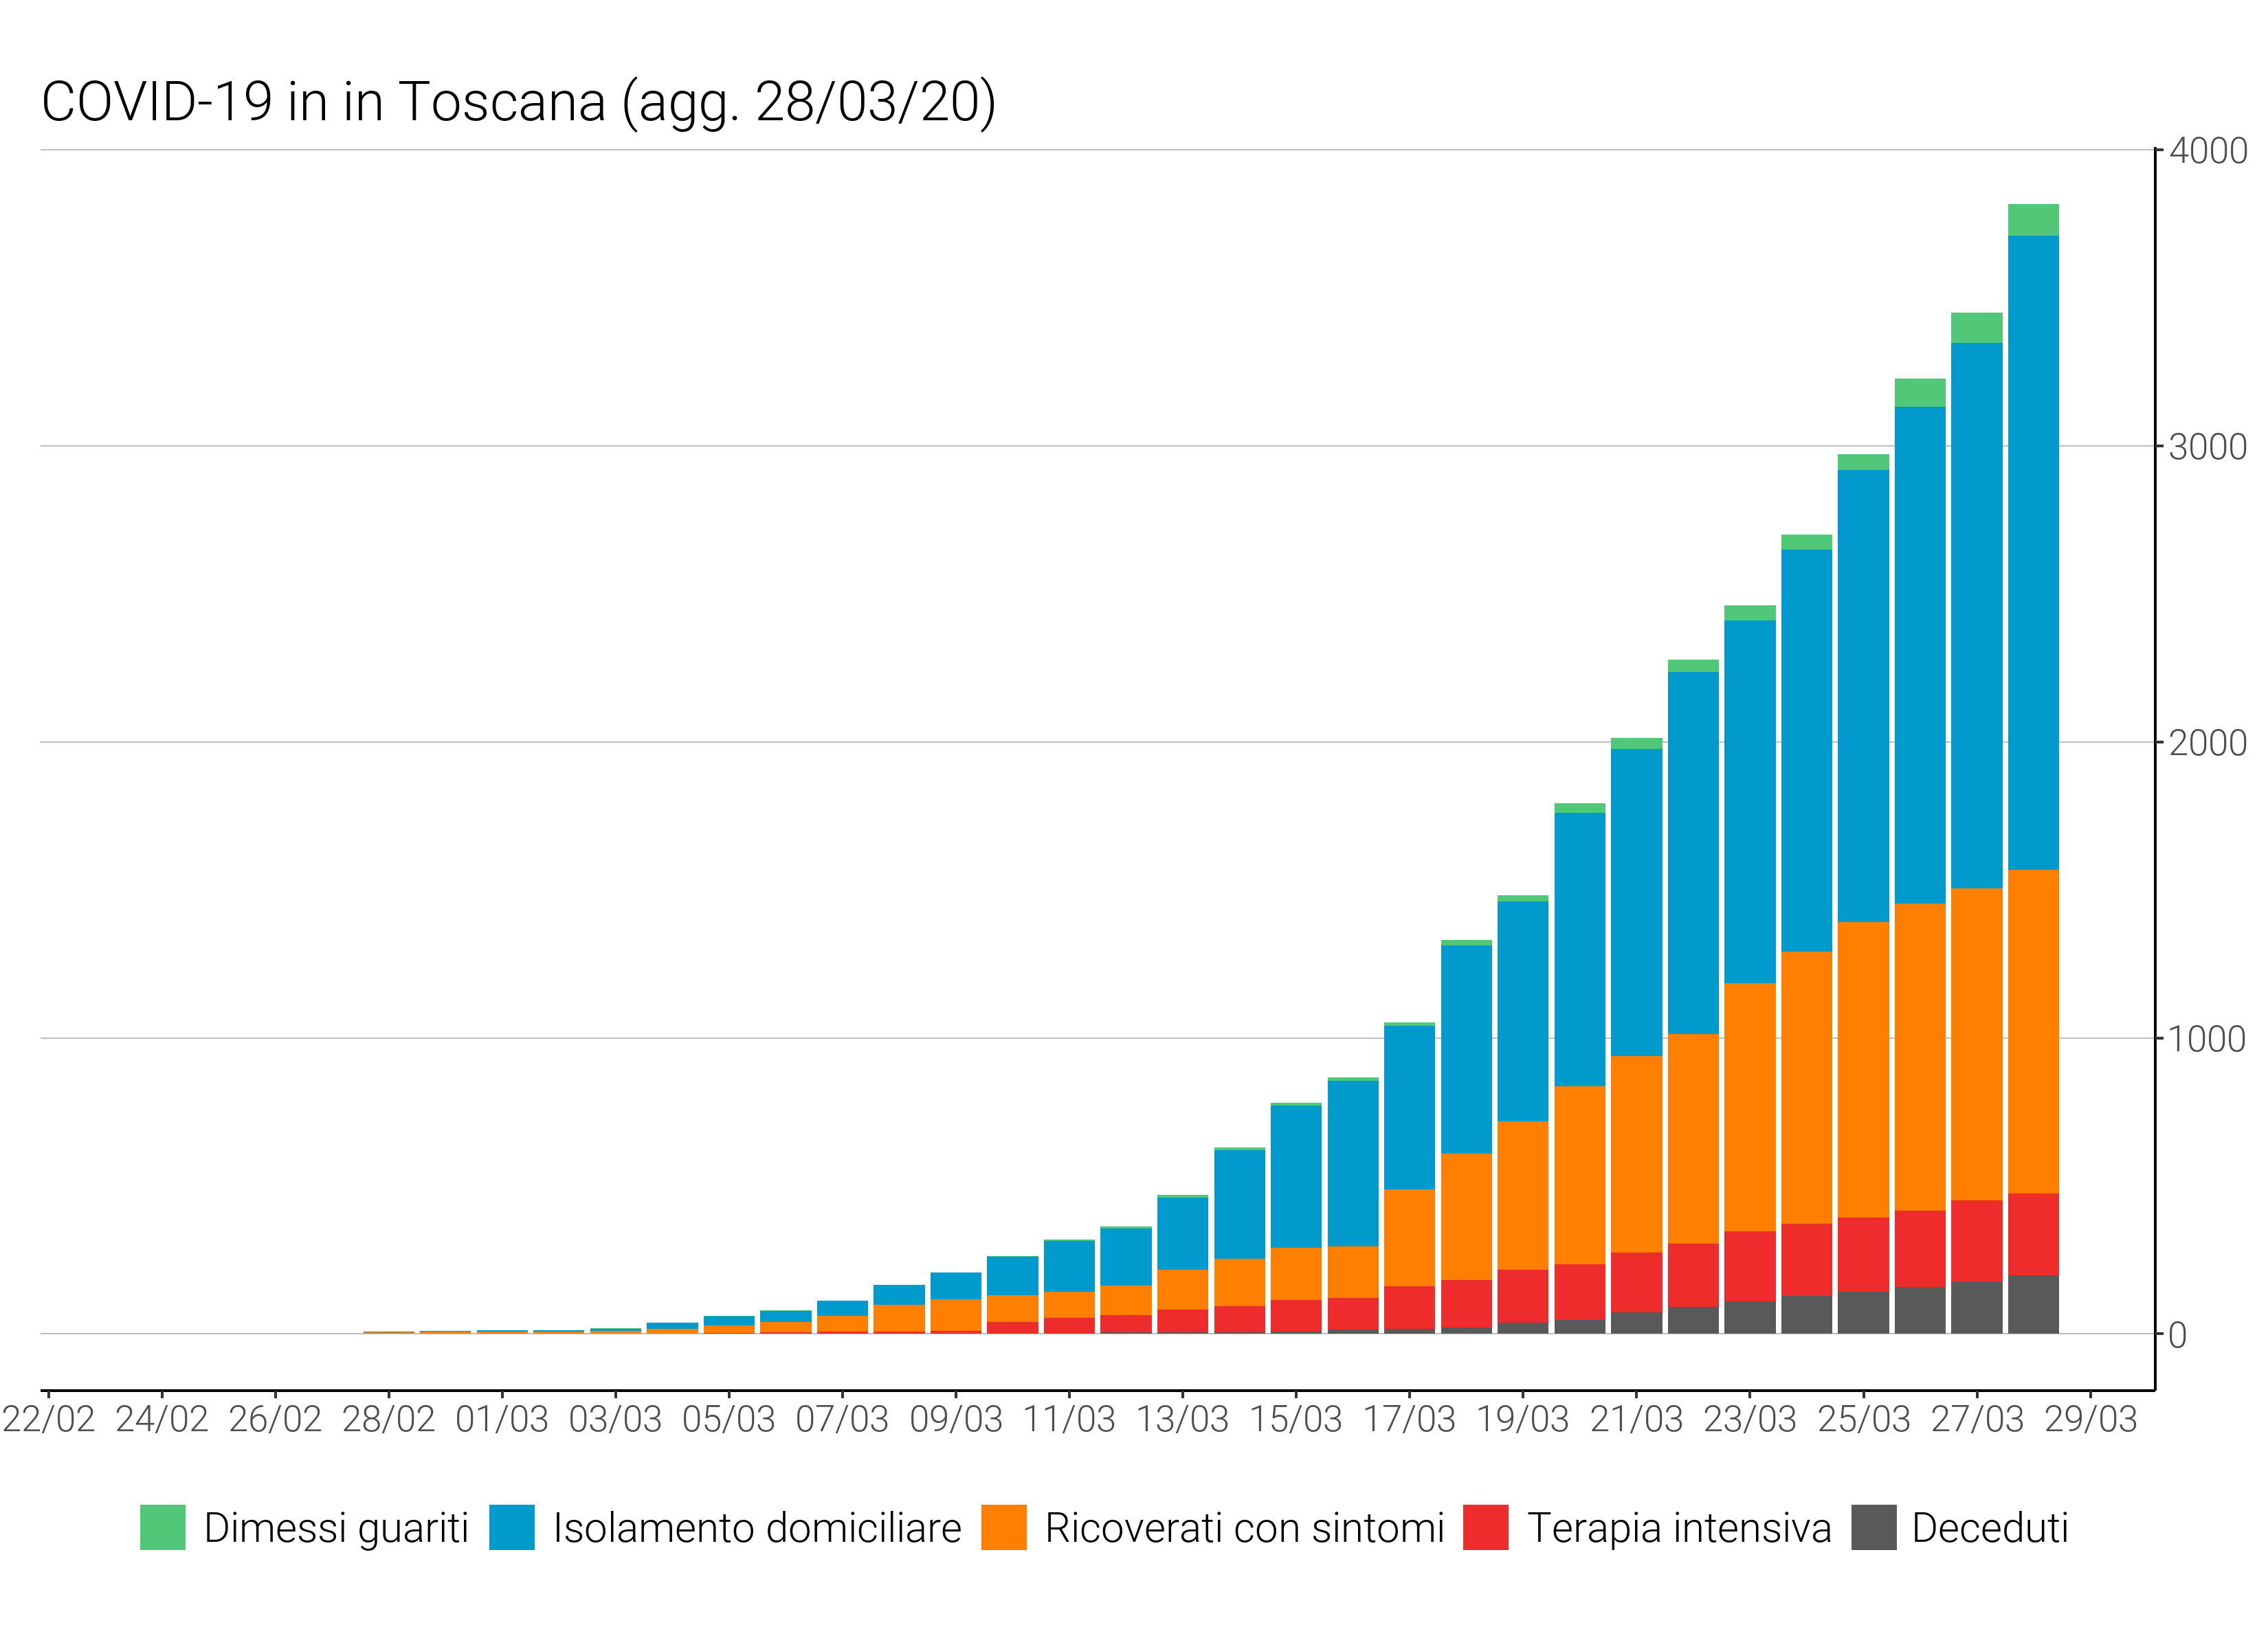 COVID-19 in in Toscana (agg. 28/03/20)
4000
3000
2000
1000
0
22/02 24/02 26/02 28/02 01/03 03/03 05/03 07/03 09/03 11/03 13/03 15/03 17/03 19/03 21/03 23/03 25/03 27/03 29/03
Dimessi guariti Isolamento domiciliare Ricoverati con sintomi Terapia intensiva Deceduti